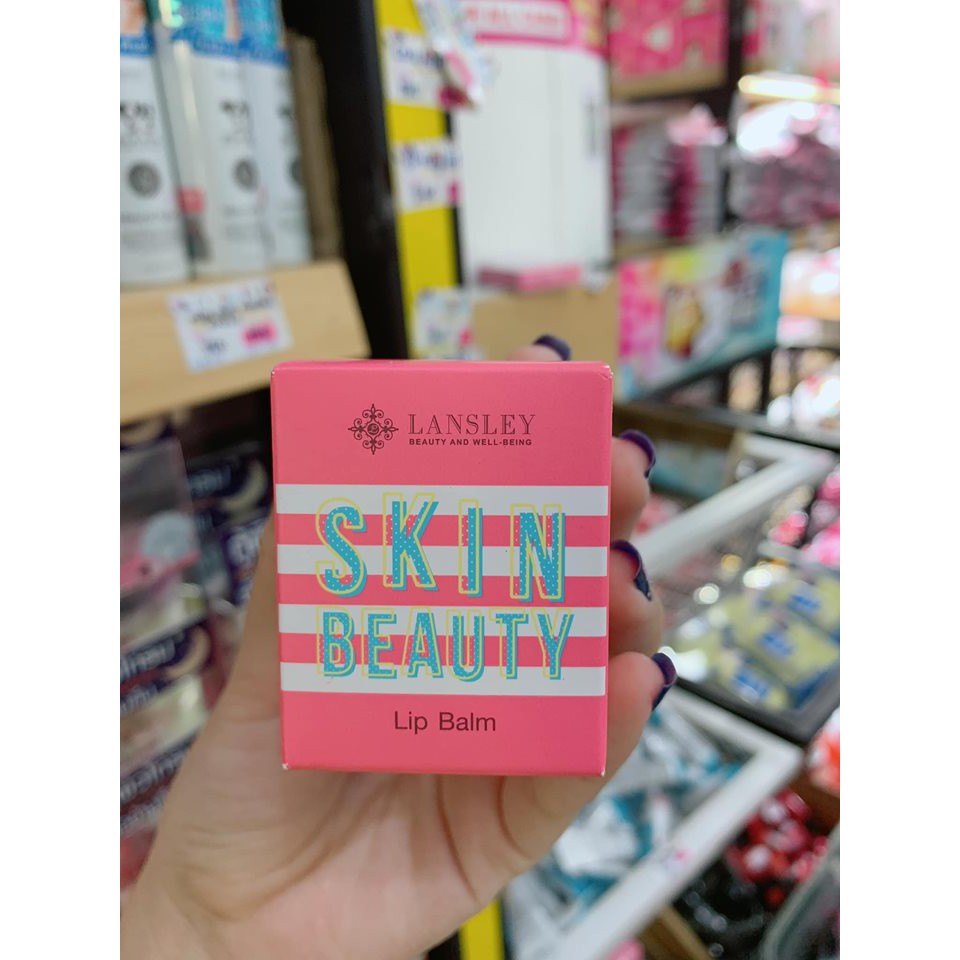 LANSLEY
BEAUTY AND WELL-BEING
SKIN
BEAUTY
Lip Balm